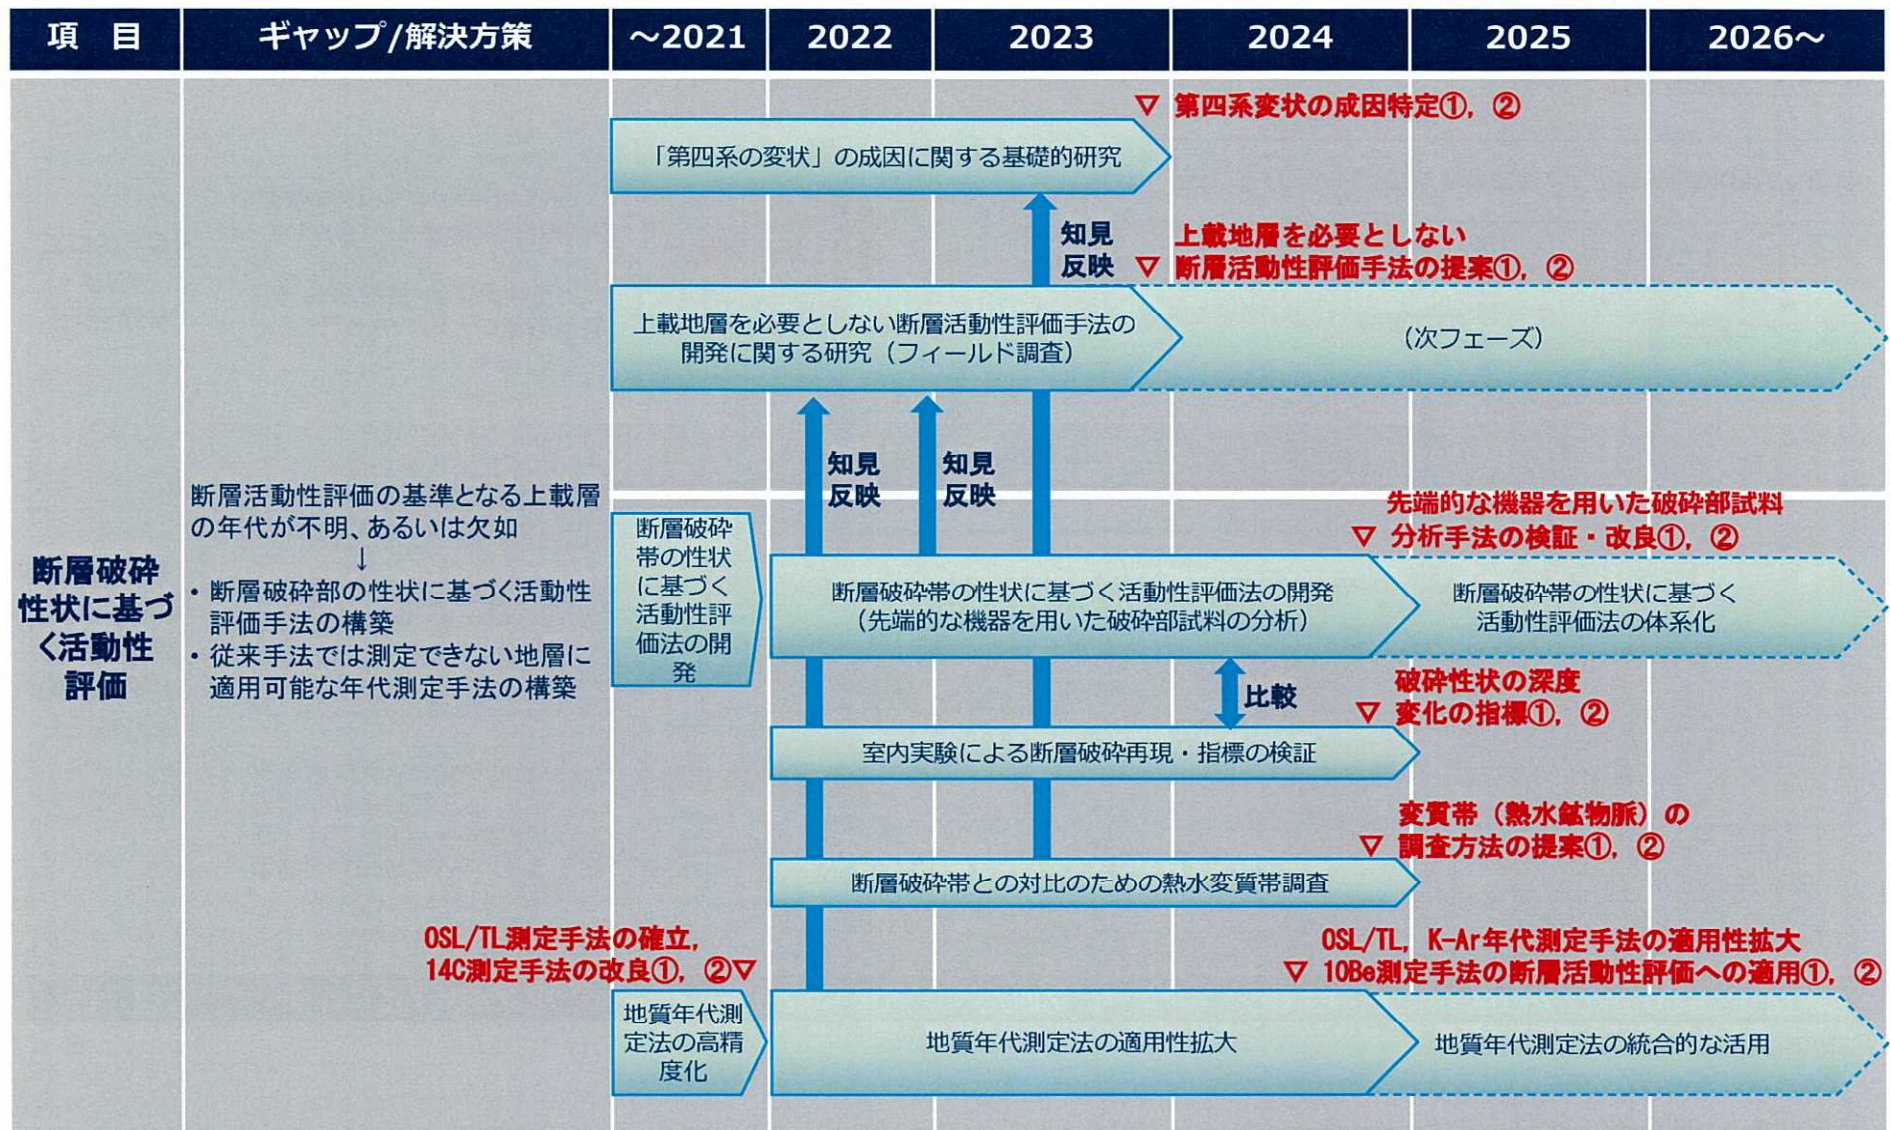 項　目
ギャップ/解決方策
～2021
2022
2023
2024
2025
2026～
断層破砕
性状に基づ
く活動性
評価
断層活動性評価の基準となる上載層
の年代が不明、あるいは欠如
↓
・断層破砕部の性状に基づく活動性
評価手法の構築
・従来手法では測定できない地層に
適用可能な年代測定手法の構築
▽ 第四系変状の成因特定①，②
「第四系の変状」の成因に関する基礎的研究
知見
反映
上載地層を必要としない
▽ 断層活動性評価手法の提案①，②
上載地層を必要としない断層活動性評価手法の
開発に関する研究（フィールド調査）
（次フェーズ）
知見
反映
知見
反映
先端的な機器を用いた破砕部試料
▽ 分析手法の検証・改良①，②
断層破砕
帯の性状
に基づく
活動性評
価法の開
発
断層破砕帯の性状に基づく活動性評価法の開発
（先端的な機器を用いた破砕部試料の分析）
断層破砕帯の性状に基づく
活動性評価法の体系化
比較
破砕性状の深度
▽ 変化の指標①，②
室内実験による断層破砕再現・指標の検証
変質帯（熱水鉱物脈）の
▽ 調査方法の提案①，②
断層破砕帯との対比のための熱水変質帯調査
OSL/TL測定手法の確立，
14C測定手法の改良①，②▽
OSL/TL，K-Ar年代測定手法の適用性拡大
▽ 10Be測定手法の断層活動性評価への適用①，②
地質年代測
定法の高精
度化
地質年代測定法の適用性拡大
地質年代測定法の統合的な活用